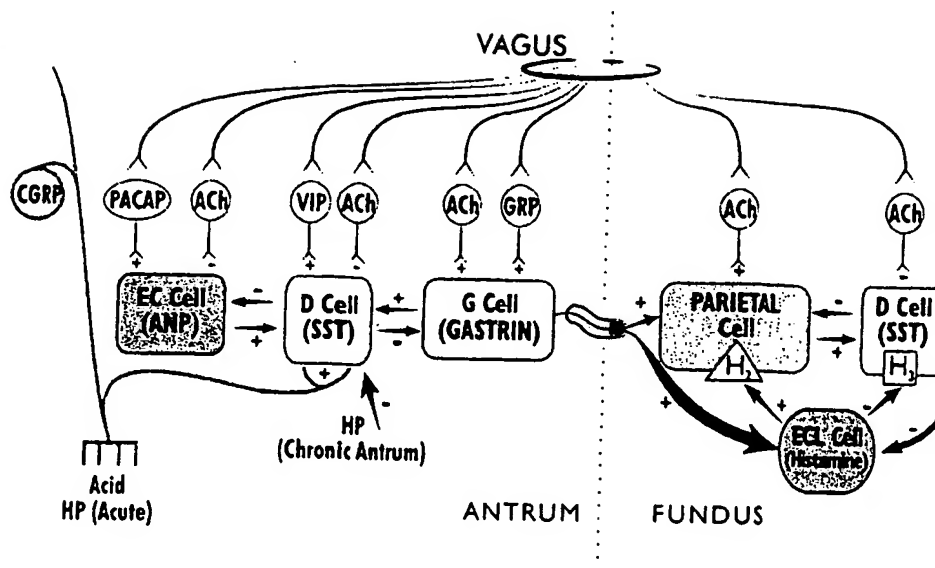 VAGUS
+
CGRP
PACAP
ACh
VIP
ACh
ACh
GRP
ACh
ACh
+ - + - + + + -
EC Cell
(ANP)
-
+
D Cell
(SST)
+
-
G Cell
(GASTRIN)
+
+
PARIETAL
Cell
H₂
-
+
D Cell
(SST)
H₃
+
-
HP
(Chronic Antrum)
+
-
-
ECL Cell
(Histamine)
Acid
HP (Acute)
ANTRUM
FUNDUS